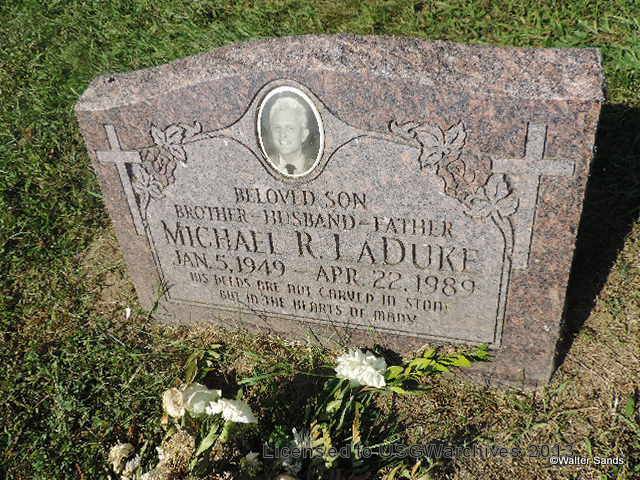 BELOVED SON
BROTHER - HUSBAND - FATHER
MICHAEL R. LADUKE
JAN. 5, 1949 - APR. 22, 1989
HIS DEEDS ARE NOT CARVED IN STONE
BUT IN THE HEARTS OF MANY
Licensed to USGWarchives 2013
©Walter Sands